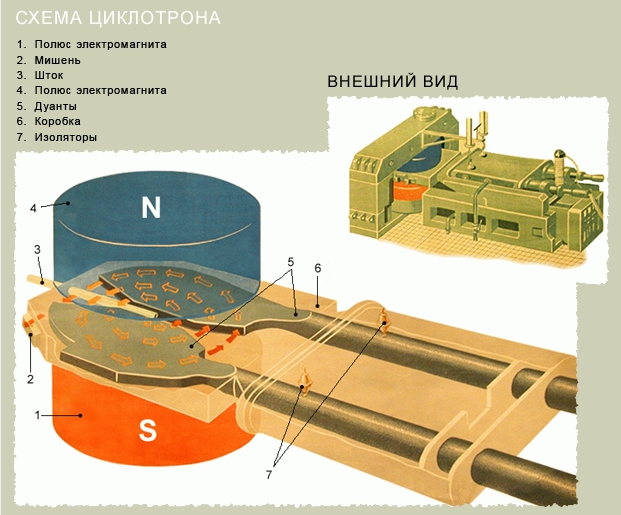 СХЕМА ЦИКЛОТРОНА
1. Полюс электромагнита
2. Мишень
3. Шток
4. Полюс электромагнита
5. Дуанты
6. Коробка
7. Изоляторы
ВНЕШНИЙ ВИД
N
4
3
5
6
2
1
S
7